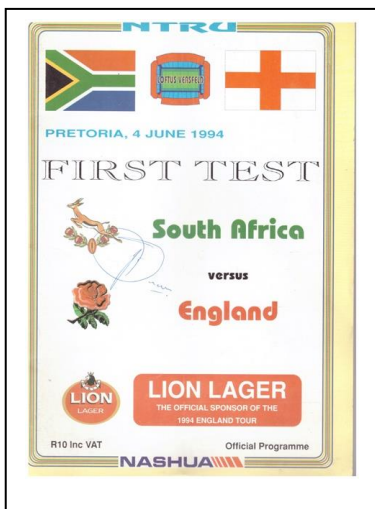 NTRU
LOFTUS VERSFELD
PRETORIA, 4 JUNE 1994
FIRST TEST
South Africa
versus
England
LION
LAGER
LION LAGER
THE OFFICIAL SPONSOR OF THE
1994 ENGLAND TOUR
R10 Inc VAT
Official Programme
NASHUA